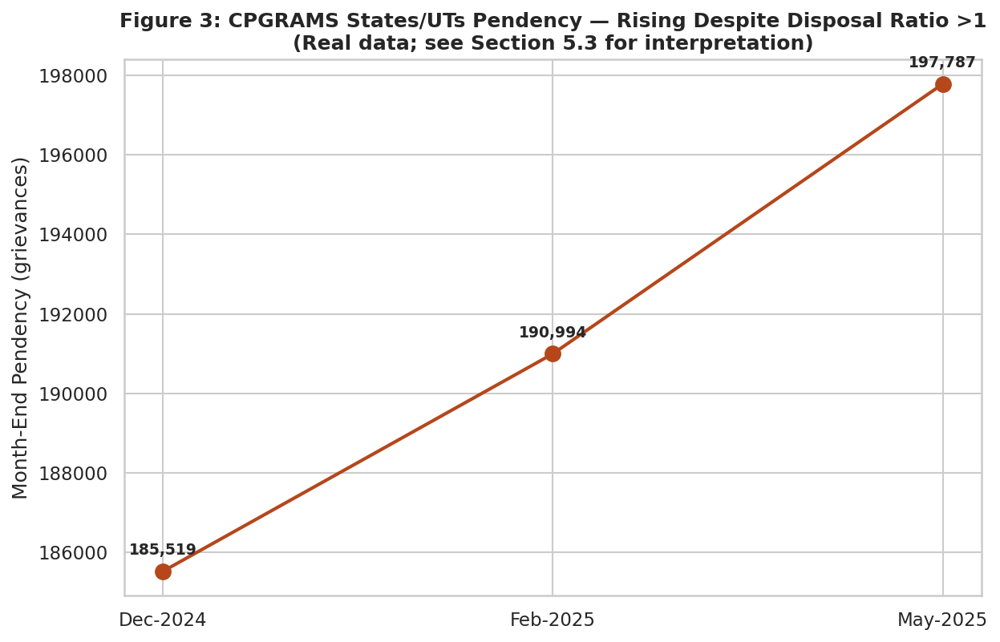 Figure 3: CPGRAMS States/UTs Pendency — Rising Despite Disposal Ratio >1
(Real data; see Section 5.3 for interpretation)
Month-End Pendency (grievances)
198000
196000
194000
192000
190000
188000
186000
197,787
190,994
185,519
Dec-2024
Feb-2025
May-2025